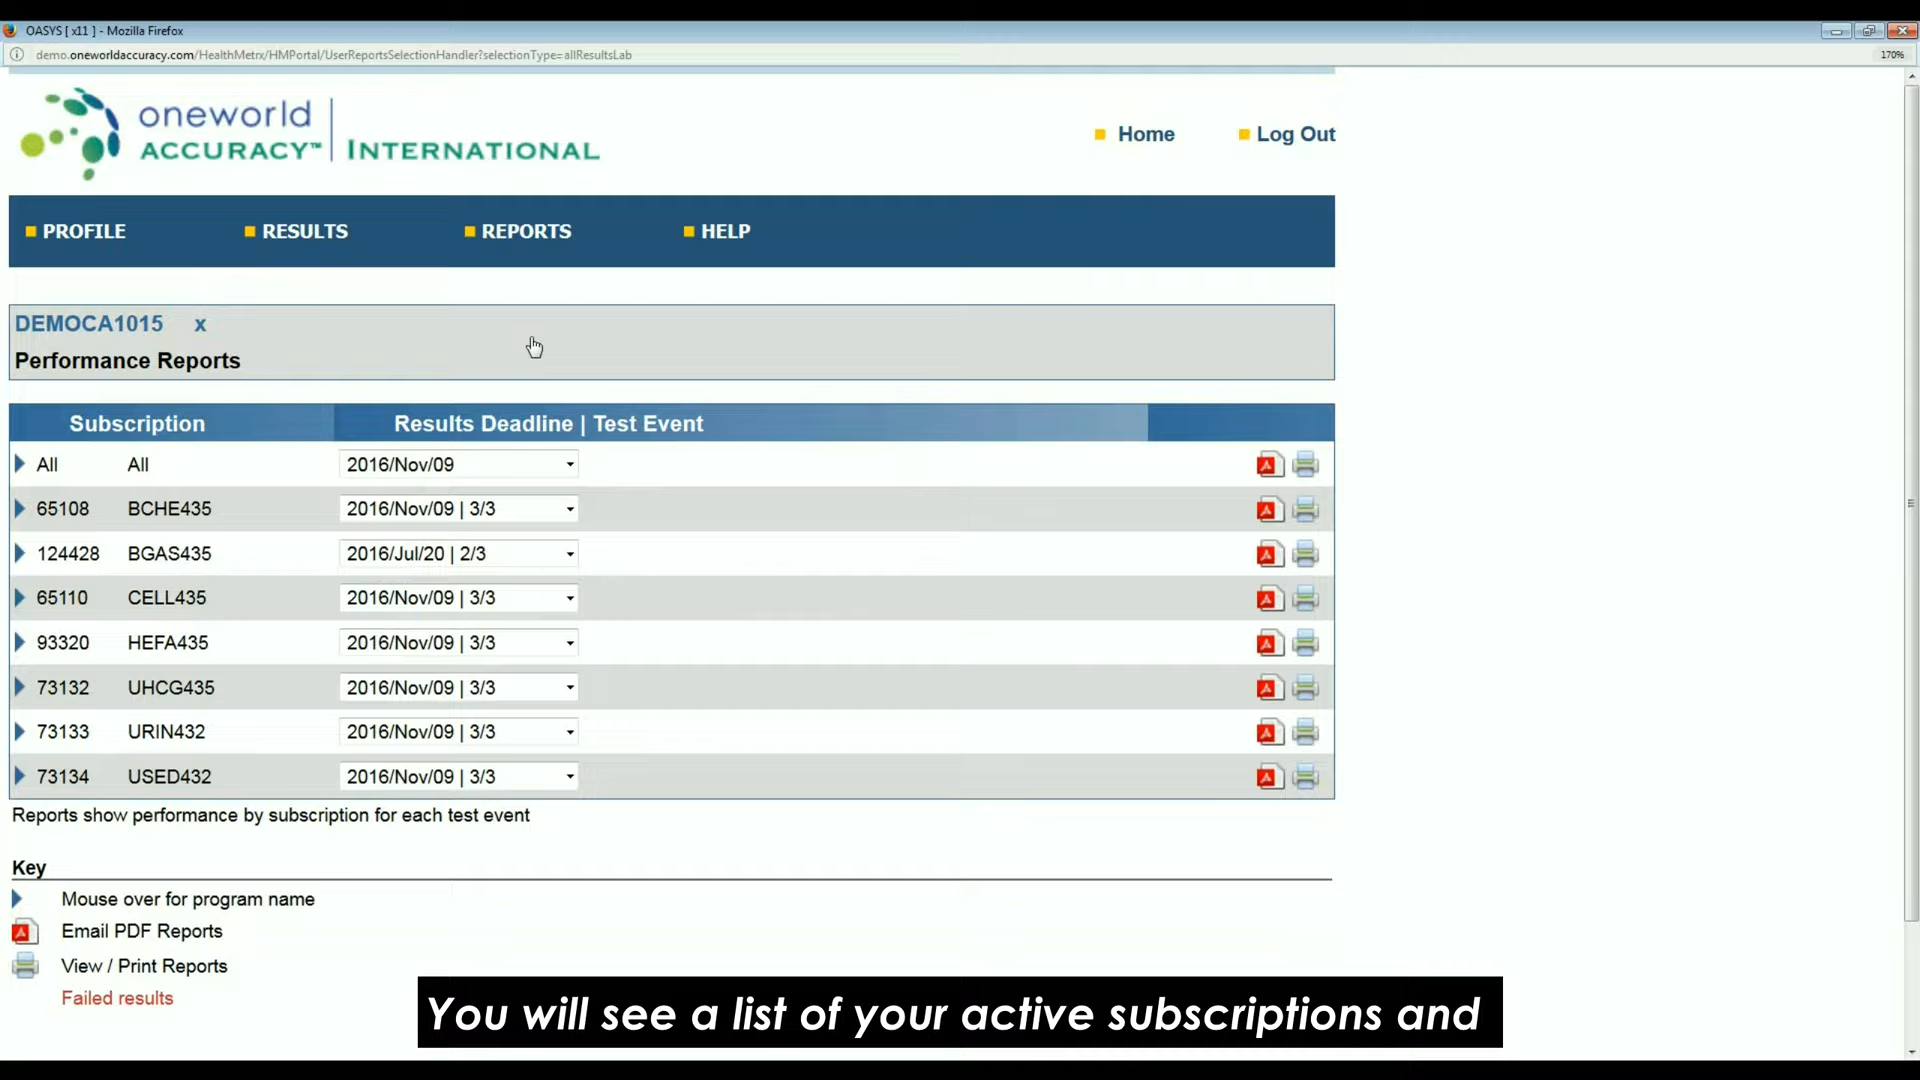 OASYS [ x11 ] - Mozilla Firefox
demo.oneworldaccuracy.com/HealthMetrx/HMPortal/UserReportsSelectionHandler?selectionType=allResultsLab
170%
oneworld
ACCURACY™ INTERNATIONAL
Home
Log Out
PROFILE
RESULTS
REPORTS
HELP
DEMOCA1015 x
Performance Reports
Subscription
Results Deadline | Test Event
All All 2016/Nov/09
65108 BCHE435 2016/Nov/09 | 3/3
124428 BGAS435 2016/Jul/20 | 2/3
65110 CELL435 2016/Nov/09 | 3/3
93320 HEFA435 2016/Nov/09 | 3/3
73132 UHCG435 2016/Nov/09 | 3/3
73133 URIN432 2016/Nov/09 | 3/3
73134 USED432 2016/Nov/09 | 3/3
Reports show performance by subscription for each test event
Key
Mouse over for program name
Email PDF Reports
View / Print Reports
Failed results
You will see a list of your active subscriptions and